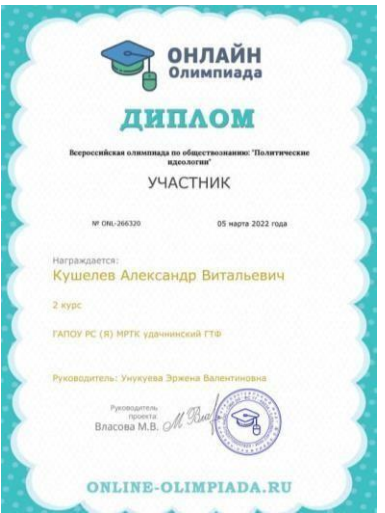 ОНЛАЙН
Олимпиада
ДИПЛОМ
Всероссийская олимпиада по обществознанию: "Политические
идеологии"
УЧАСТНИК
№ ONL-266320 05 марта 2022 года
Награждается:
Кушелев Александр Витальевич
2 курс
ГАПОУ РС (Я) МРТК удачнинский ГТФ
Руководитель: Унукуева Эржена Валентиновна
Руководитель
проекта:
Власова М.В.
ONLINE-OLIMPIADA.RU